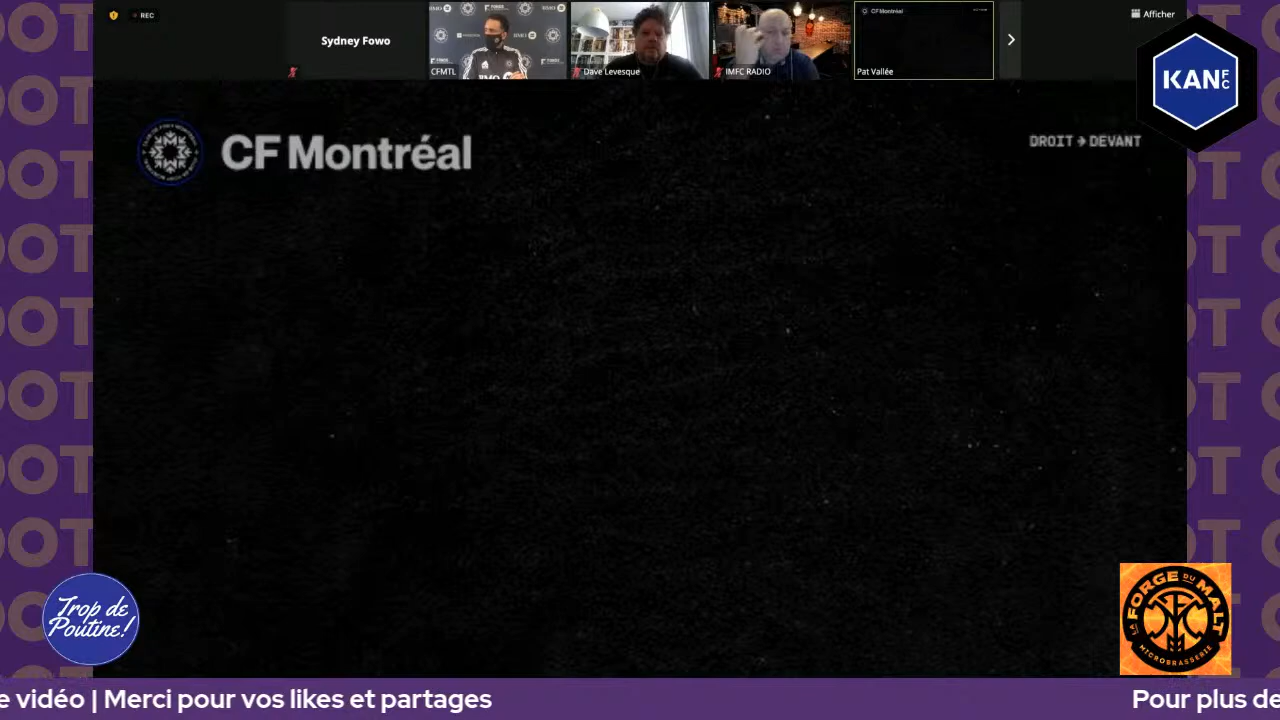 REC
Sydney Fowo
CFMTL
Dave Levesque
IMFC RADIO
CF Montréal
Pat Vallée
Afficher
KAN FC
CF Montréal
DROIT → DEVANT
Trop de
Poutine!
LA FORGE DU MALT
MICROBRASSERIE
e vidéo | Merci pour vos likes et partages
Pour plus de